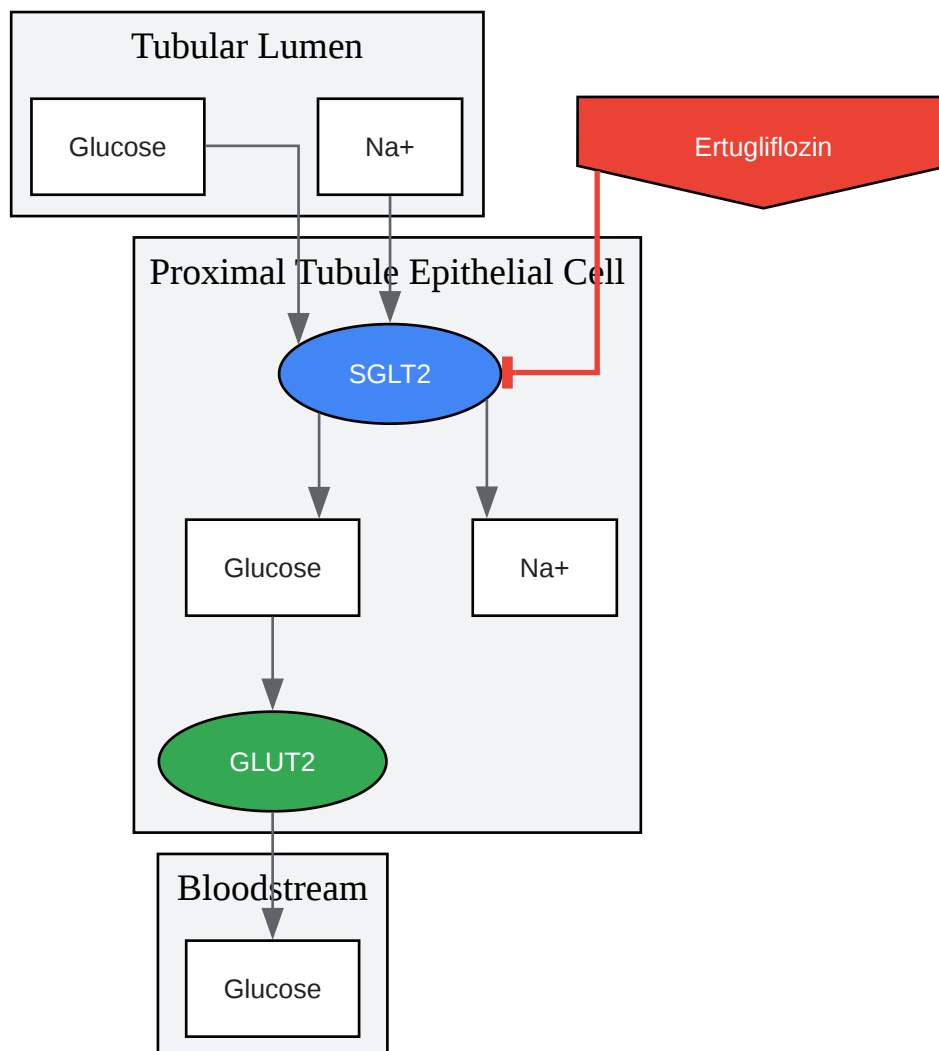 Tubular Lumen
Glucose
Na+
Ertugliflozin
Proximal Tubule Epithelial Cell
SGLT2
Glucose
Na+
GLUT2
Bloodstream
Glucose